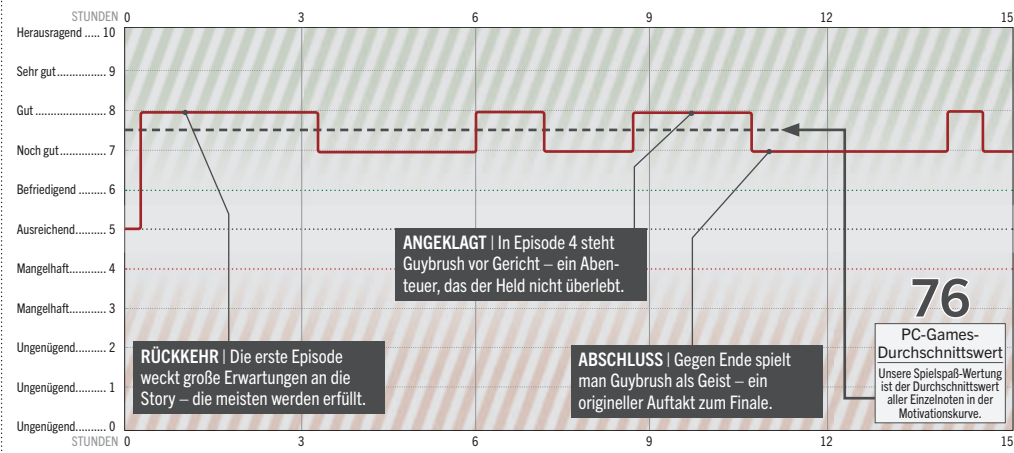 STUNDEN 0 3 6 9 12 15
Herausragend ..... 10
Sehr gut ................ 9
Gut ........................ 8
Noch gut ............... 7
Befriedigend ......... 6
Ausreichend .......... 5
Mangelhaft ........... 4
Mangelhaft ........... 3
Ungenügend ......... 2
Ungenügend ......... 1
Ungenügend ......... 0
ANGEKLAGT | In Episode 4 steht
Guybrush vor Gericht – ein Aben-
teuer, das der Held nicht überlebt.
RÜCKKEHR | Die erste Episode
weckt große Erwartungen an die
Story – die meisten werden erfüllt.
ABSCHLUSS | Gegen Ende spielt
man Guybrush als Geist – ein
origineller Auftakt zum Finale.
76
PC-Games-
Durchschnittswert
Unsere Spielspaß-Wertung
ist der Durchschnittswert
aller Einzelnoten in der
Motivationskurve.
STUNDEN 0 3 6 9 12 15